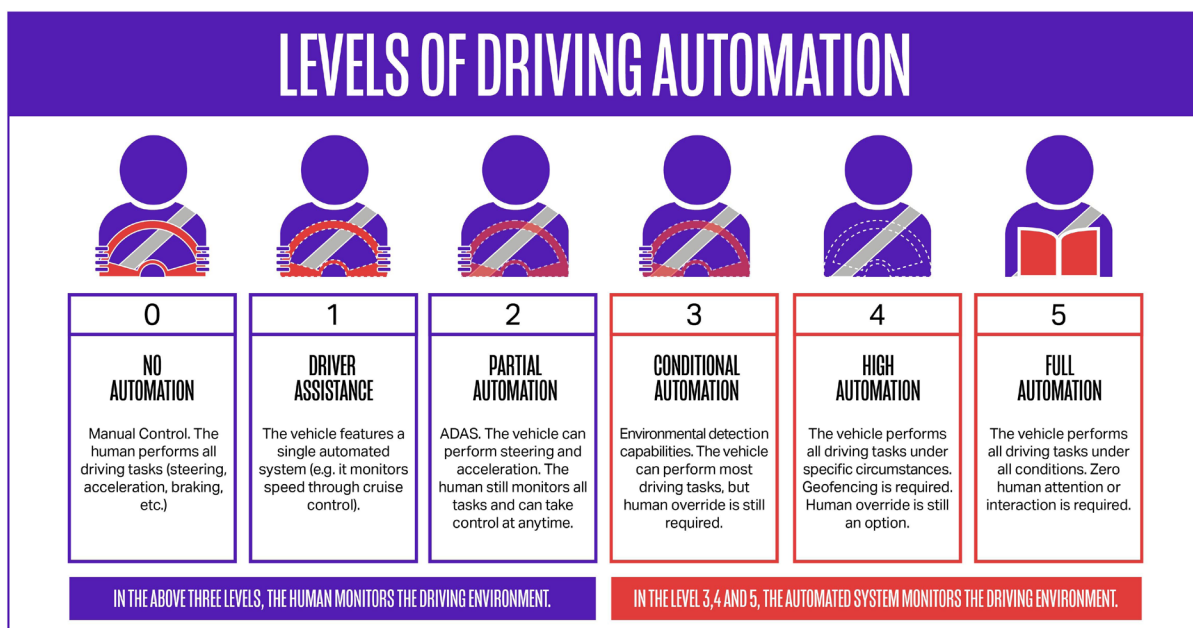 LEVELS OF DRIVING AUTOMATION
0
NO
AUTOMATION
Manual Control. The
human performs all
driving tasks (steering,
acceleration, braking,
etc.)
1
DRIVER
ASSISTANCE
The vehicle features a
single automated
system (e.g. it monitors
speed through cruise
control).
2
PARTIAL
AUTOMATION
ADAS. The vehicle can
perform steering and
acceleration. The
human still monitors all
tasks and can take
control at anytime.
3
CONDITIONAL
AUTOMATION
Environmental detection
capabilities. The vehicle
can perform most
driving tasks, but
human override is still
required.
4
HIGH
AUTOMATION
The vehicle performs
all driving tasks under
specific circumstances.
Geofencing is required.
Human override is still
an option.
5
FULL
AUTOMATION
The vehicle performs
all driving tasks under
all conditions. Zero
human attention or
interaction is required.
IN THE ABOVE THREE LEVELS, THE HUMAN MONITORS THE DRIVING ENVIRONMENT.
IN THE LEVEL 3,4 AND 5, THE AUTOMATED SYSTEM MONITORS THE DRIVING ENVIRONMENT.